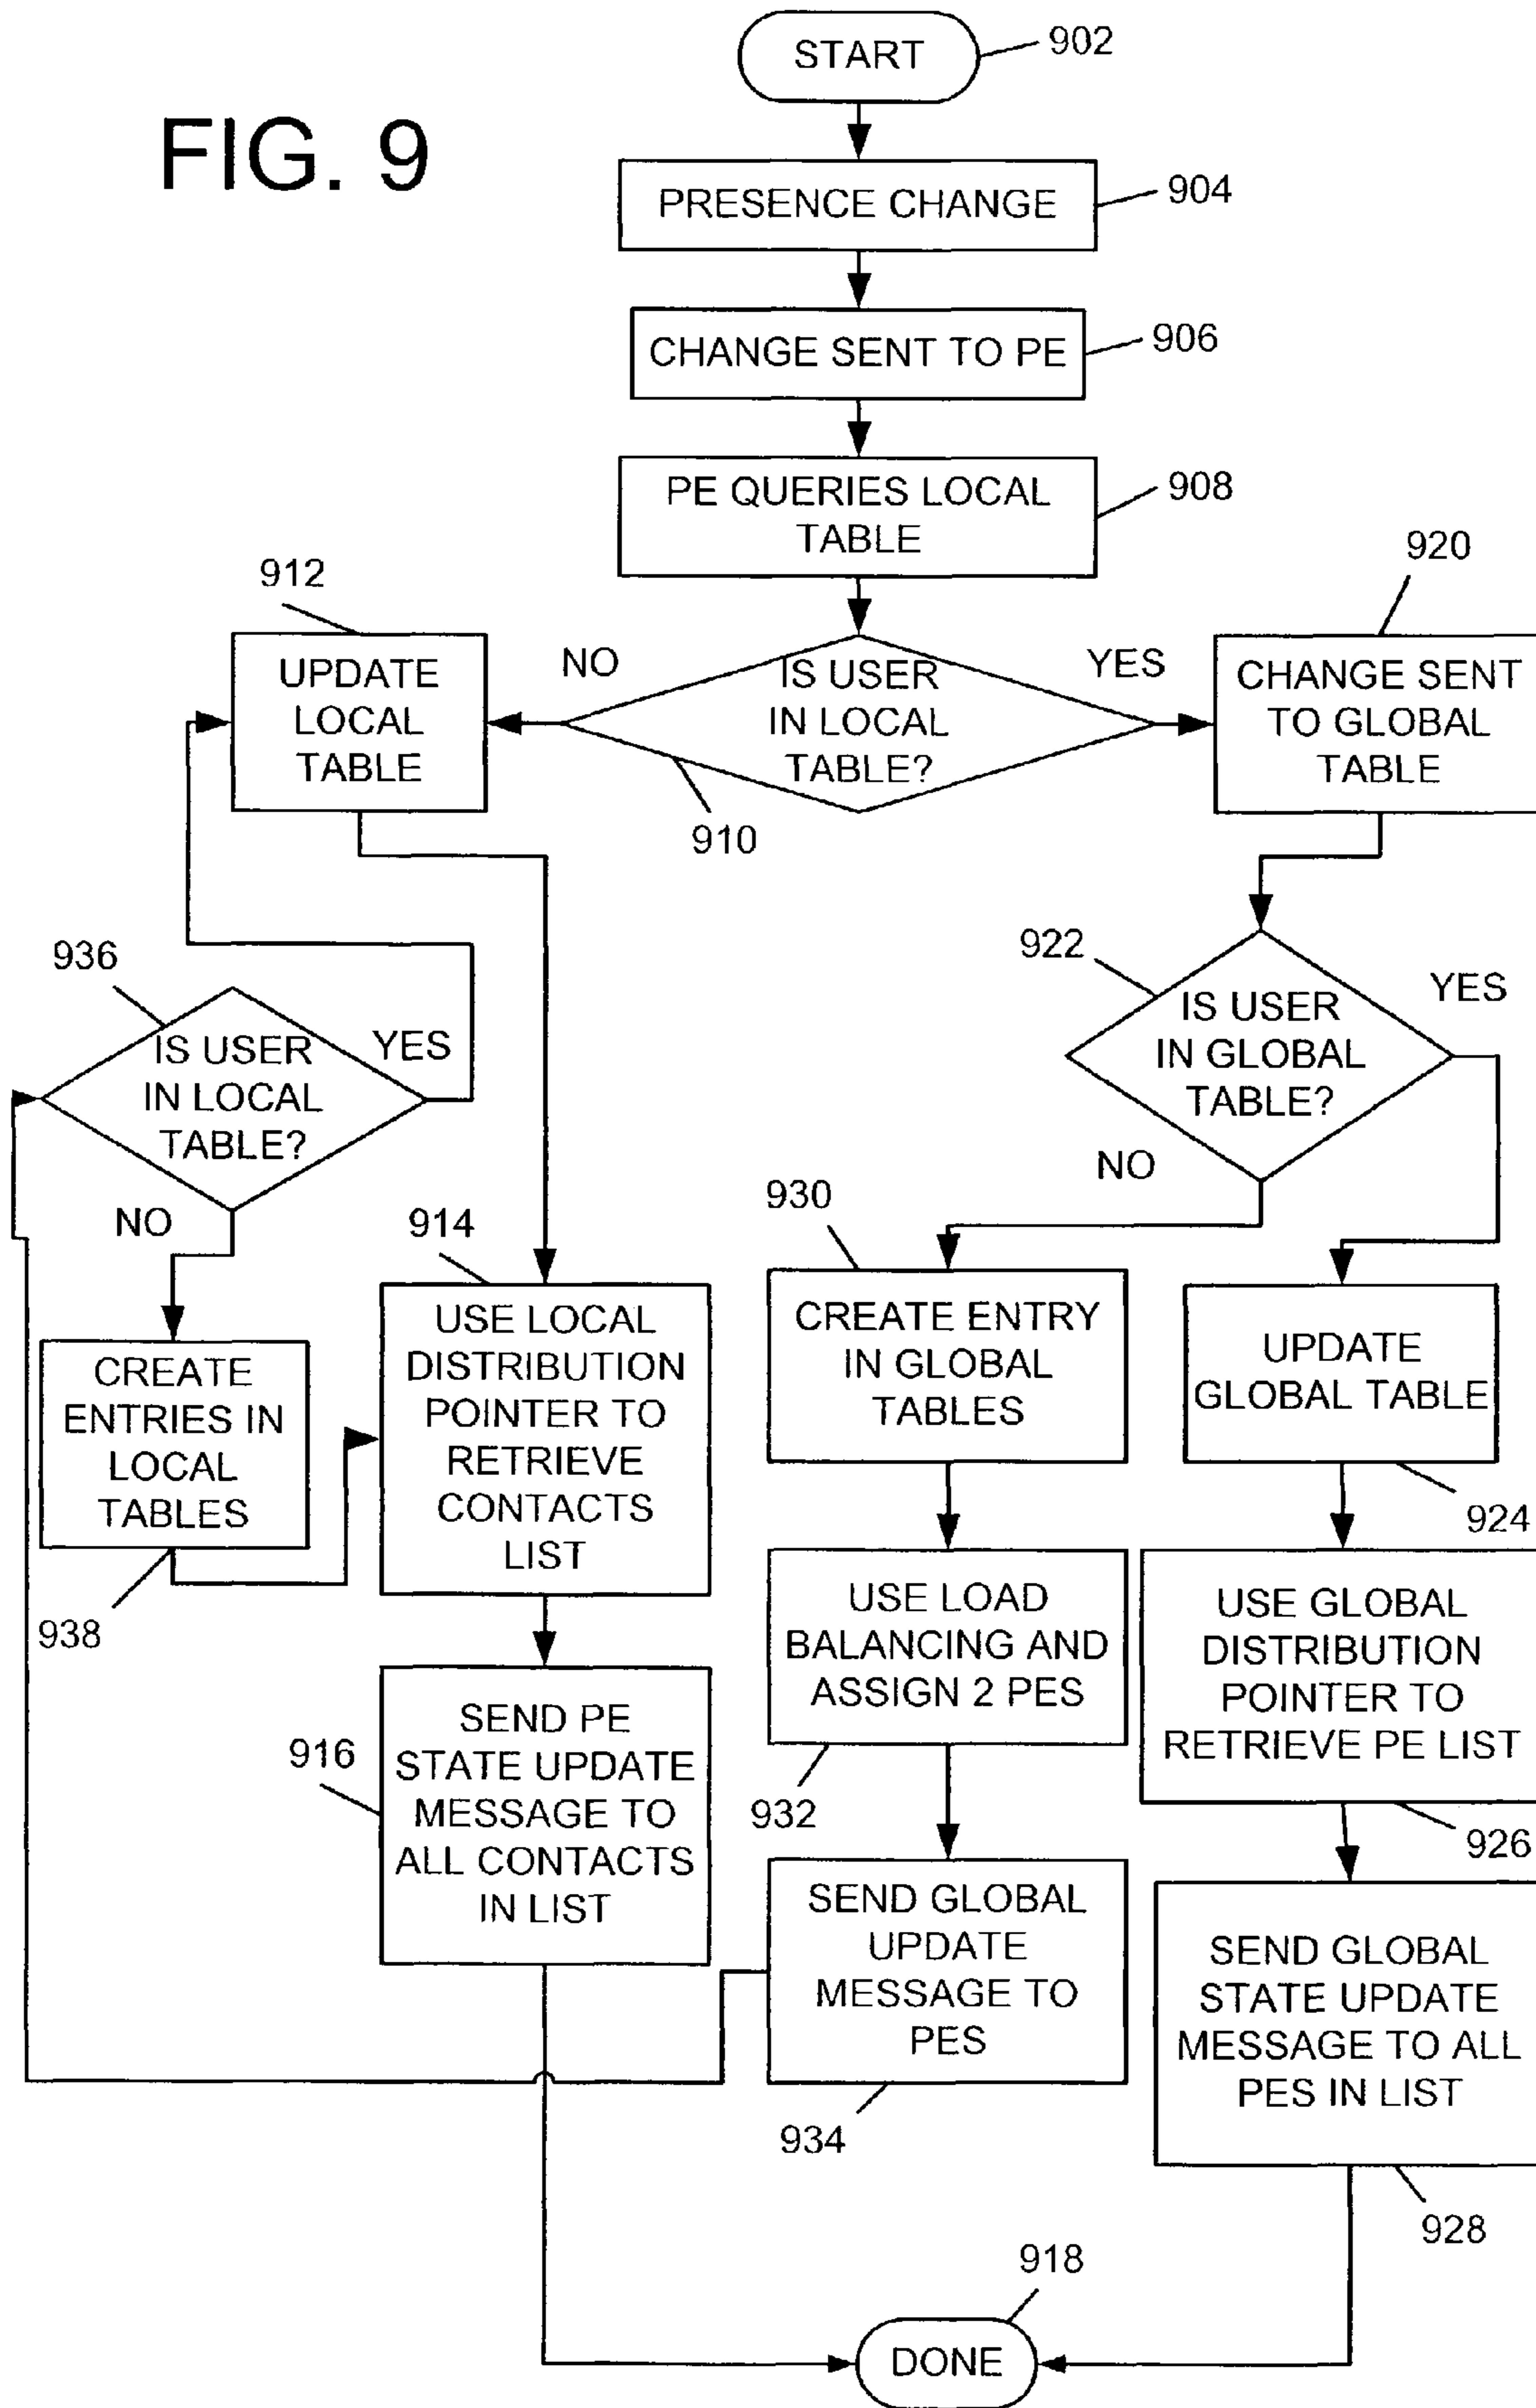 FIG. 9
START
902
PRESENCE CHANGE
904
CHANGE SENT TO PE
906
PE QUERIES LOCAL
TABLE
908
912
UPDATE
LOCAL
TABLE
NO
IS USER
IN LOCAL
TABLE?
910
YES
920
CHANGE SENT
TO GLOBAL
TABLE
936
IS USER
IN LOCAL
TABLE?
YES
NO
922
IS USER
IN GLOBAL
TABLE?
YES
NO
CREATE
ENTRIES IN
LOCAL
TABLES
938
914
USE LOCAL
DISTRIBUTION
POINTER TO
RETRIEVE
CONTACTS
LIST
930
CREATE ENTRY
IN GLOBAL
TABLES
UPDATE
GLOBAL TABLE
924
916
SEND PE
STATE UPDATE
MESSAGE TO
ALL CONTACTS
IN LIST
USE LOAD
BALANCING AND
ASSIGN 2 PES
932
USE GLOBAL
DISTRIBUTION
POINTER TO
RETRIEVE PE LIST
926
SEND GLOBAL
UPDATE
MESSAGE TO
PES
934
SEND GLOBAL
STATE UPDATE
MESSAGE TO ALL
PES IN LIST
928
918
DONE